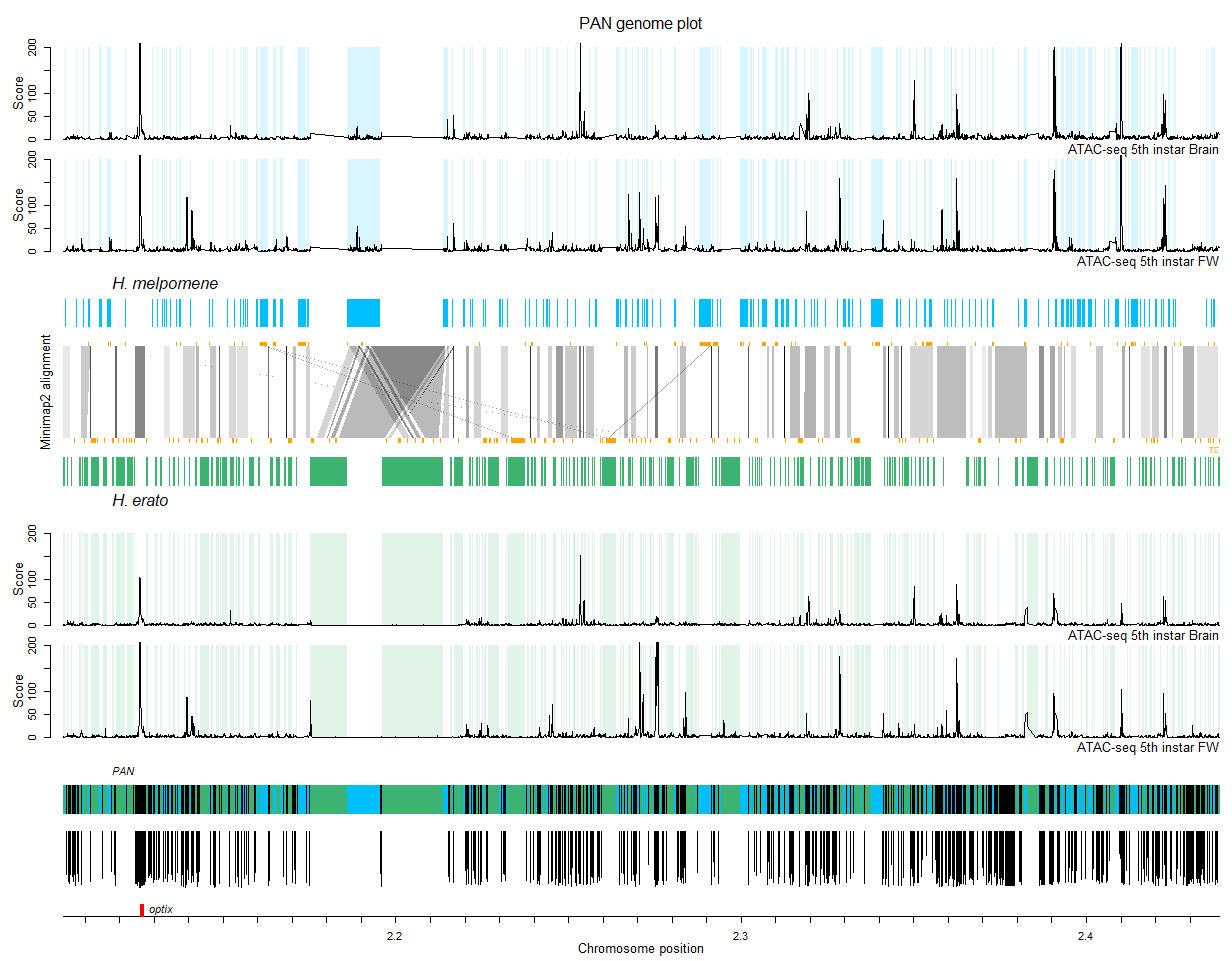 PAN genome plot
200
100
50
0
Score
ATAC-seq 5th instar Brain
200
100
50
0
Score
ATAC-seq 5th instar FW
H. melpomene
Minimap2 alignment
TE
H. erato
200
100
50
0
Score
ATAC-seq 5th instar Brain
200
100
50
0
Score
ATAC-seq 5th instar FW
PAN
optix
2.2
2.3
2.4
Chromosome position